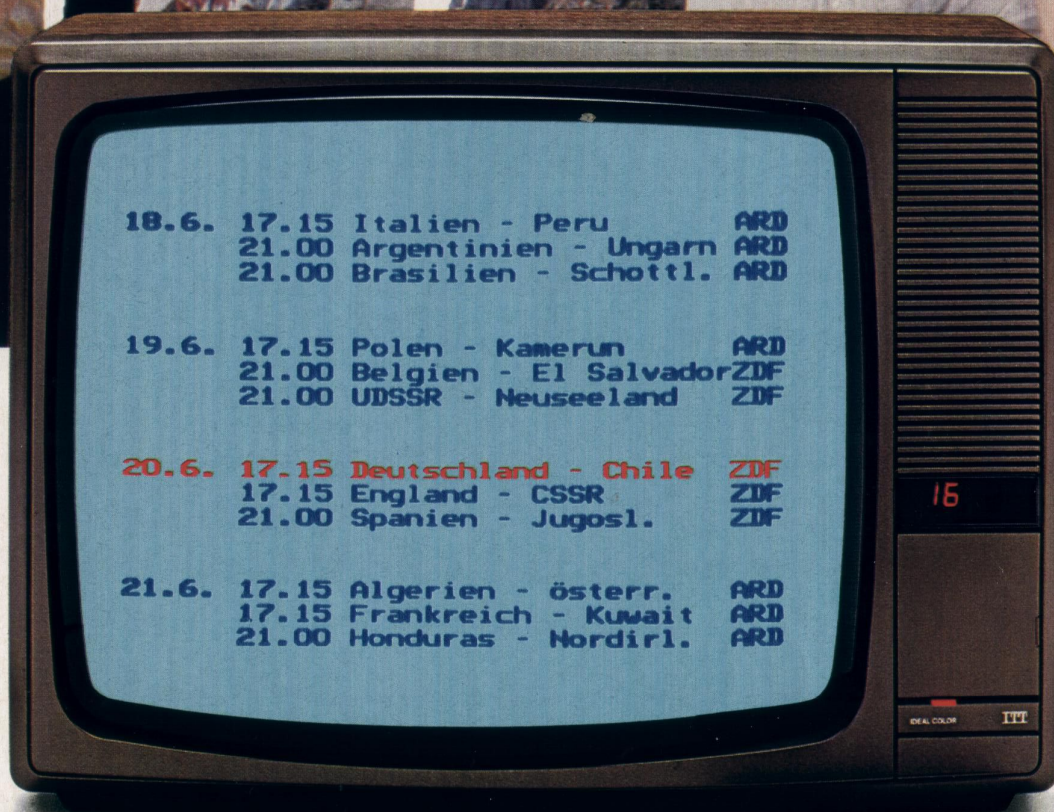 18.6. 17.15 Italien - Peru ARD
21.00 Argentinien - Ungarn ARD
21.00 Brasilien - Schottl. ARD
19.6. 17.15 Polen - Kamerun ARD
21.00 Belgien - El Salvador ZDF
21.00 UDSSR - Neuseeland ZDF
20.6. 17.15 Deutschland - Chile ZDF
17.15 England - CSSR ZDF
21.00 Spanien - Jugosl. ZDF
16
21.6. 17.15 Algerien - österr. ARD
17.15 Frankreich - Kuwait ARD
21.00 Honduras - Nordirl. ARD
IDEAL COLOR ITT